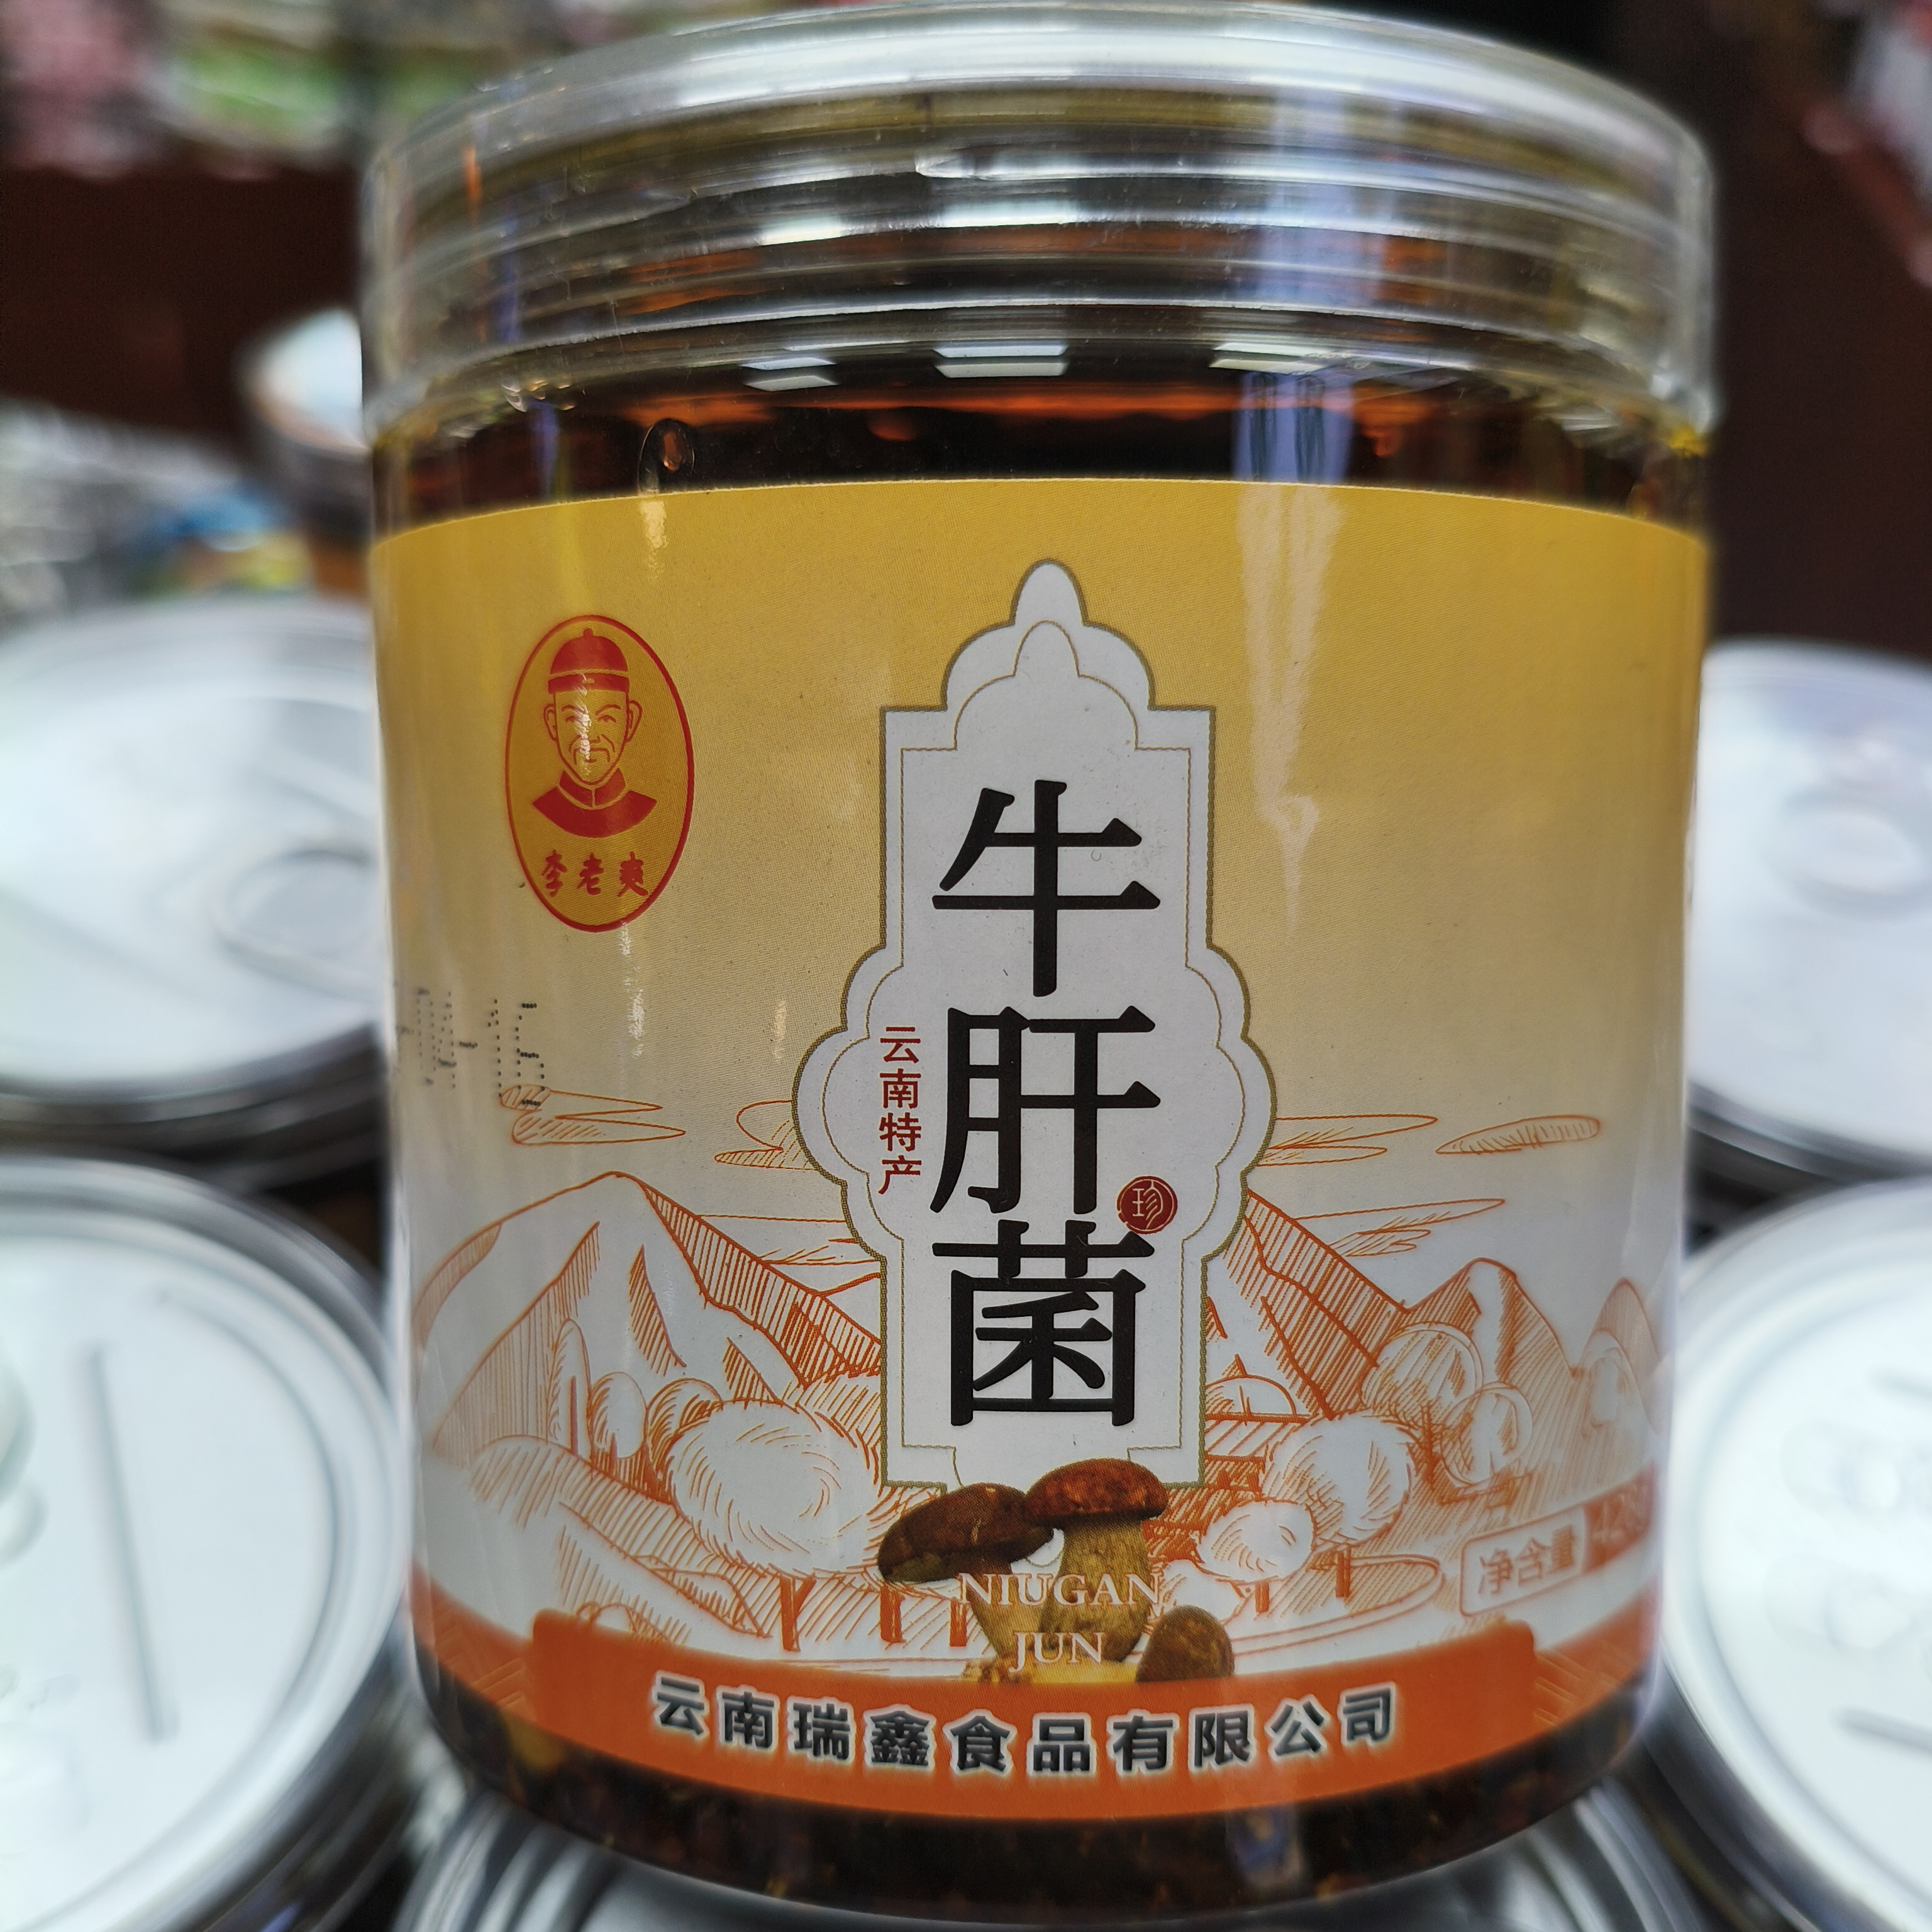 李老爽
牛肝菌
云南特产
珍
NIUGAN
JUN
净含量
云南瑞鑫食品有限公司